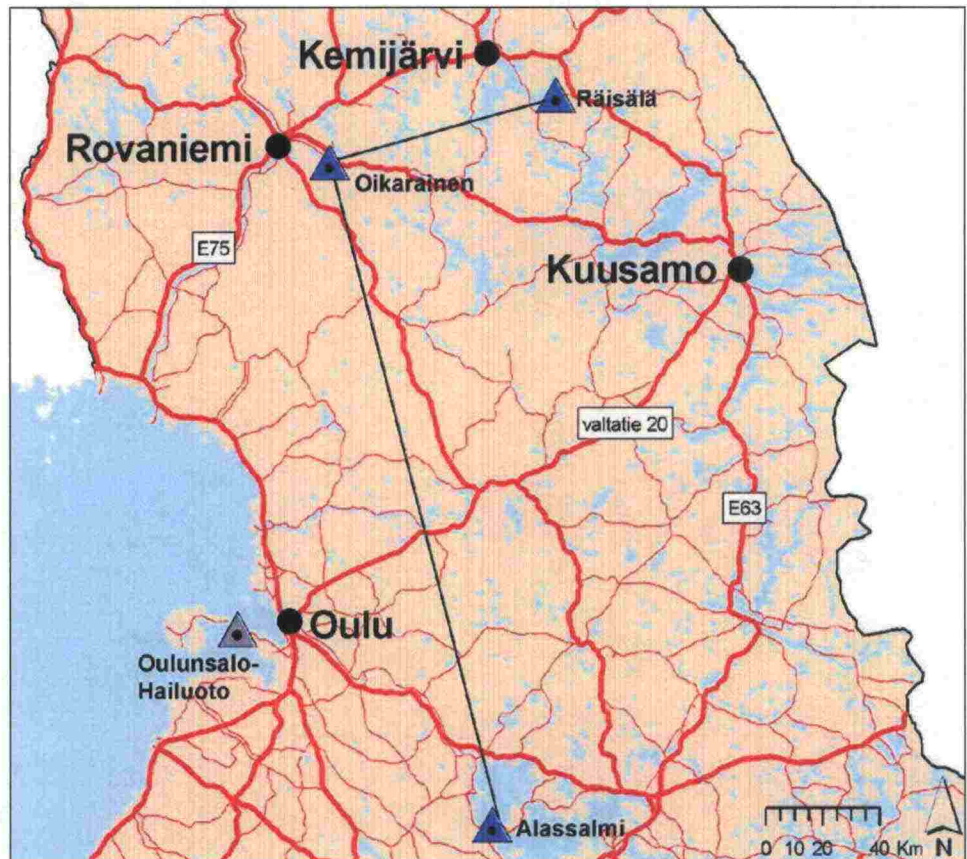 Kemijärvi
Räisälä
Rovaniemi
Oikarainen
E75
Kuusamo
valtatie 20
E63
Oulu
Oulunsalo-
Hailuoto
Alassalmi
0 10 20 40 Km N